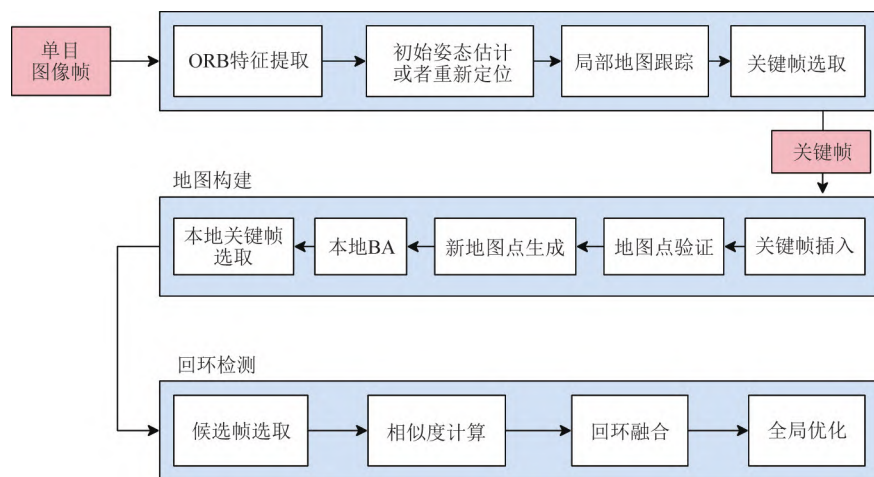 单目
图像帧
ORB特征提取
初始姿态估计
或者重新定位
局部地图跟踪
关键帧选取
关键帧
地图构建
本地关键帧
选取
本地BA
新地图点生成
地图点验证
关键帧插入
回环检测
候选帧选取
相似度计算
回环融合
全局优化